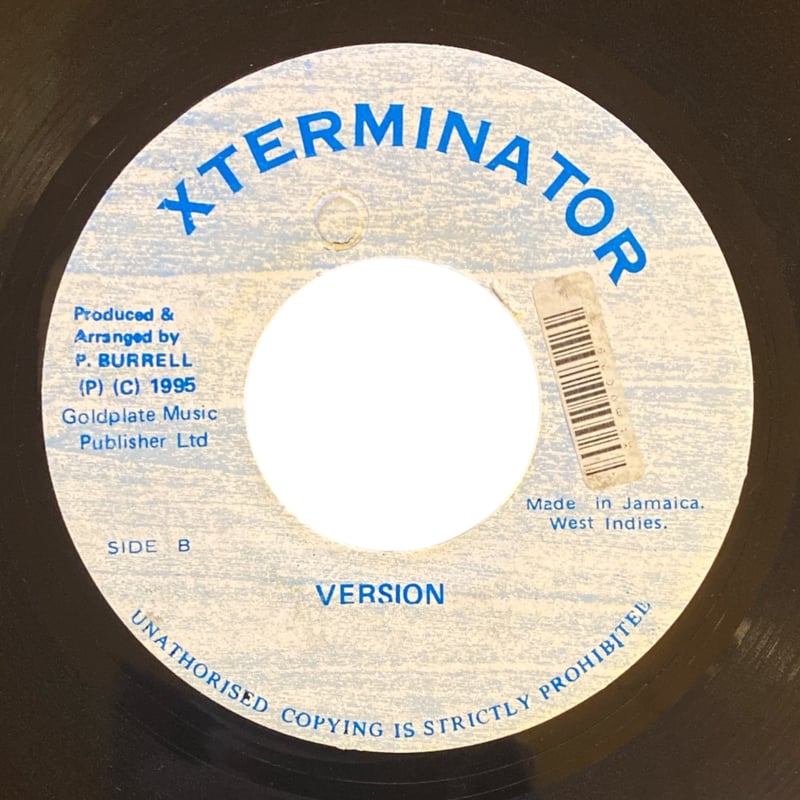 XTERMINATOR
Produced &
Arranged by
P. BURRELL
(P) (C) 1995
Goldplate Music
Publisher Ltd
Made in Jamaica.
West Indies.
SIDE B
VERSION
UNATHORISED COPYING IS STRICTLY PROHIBITED